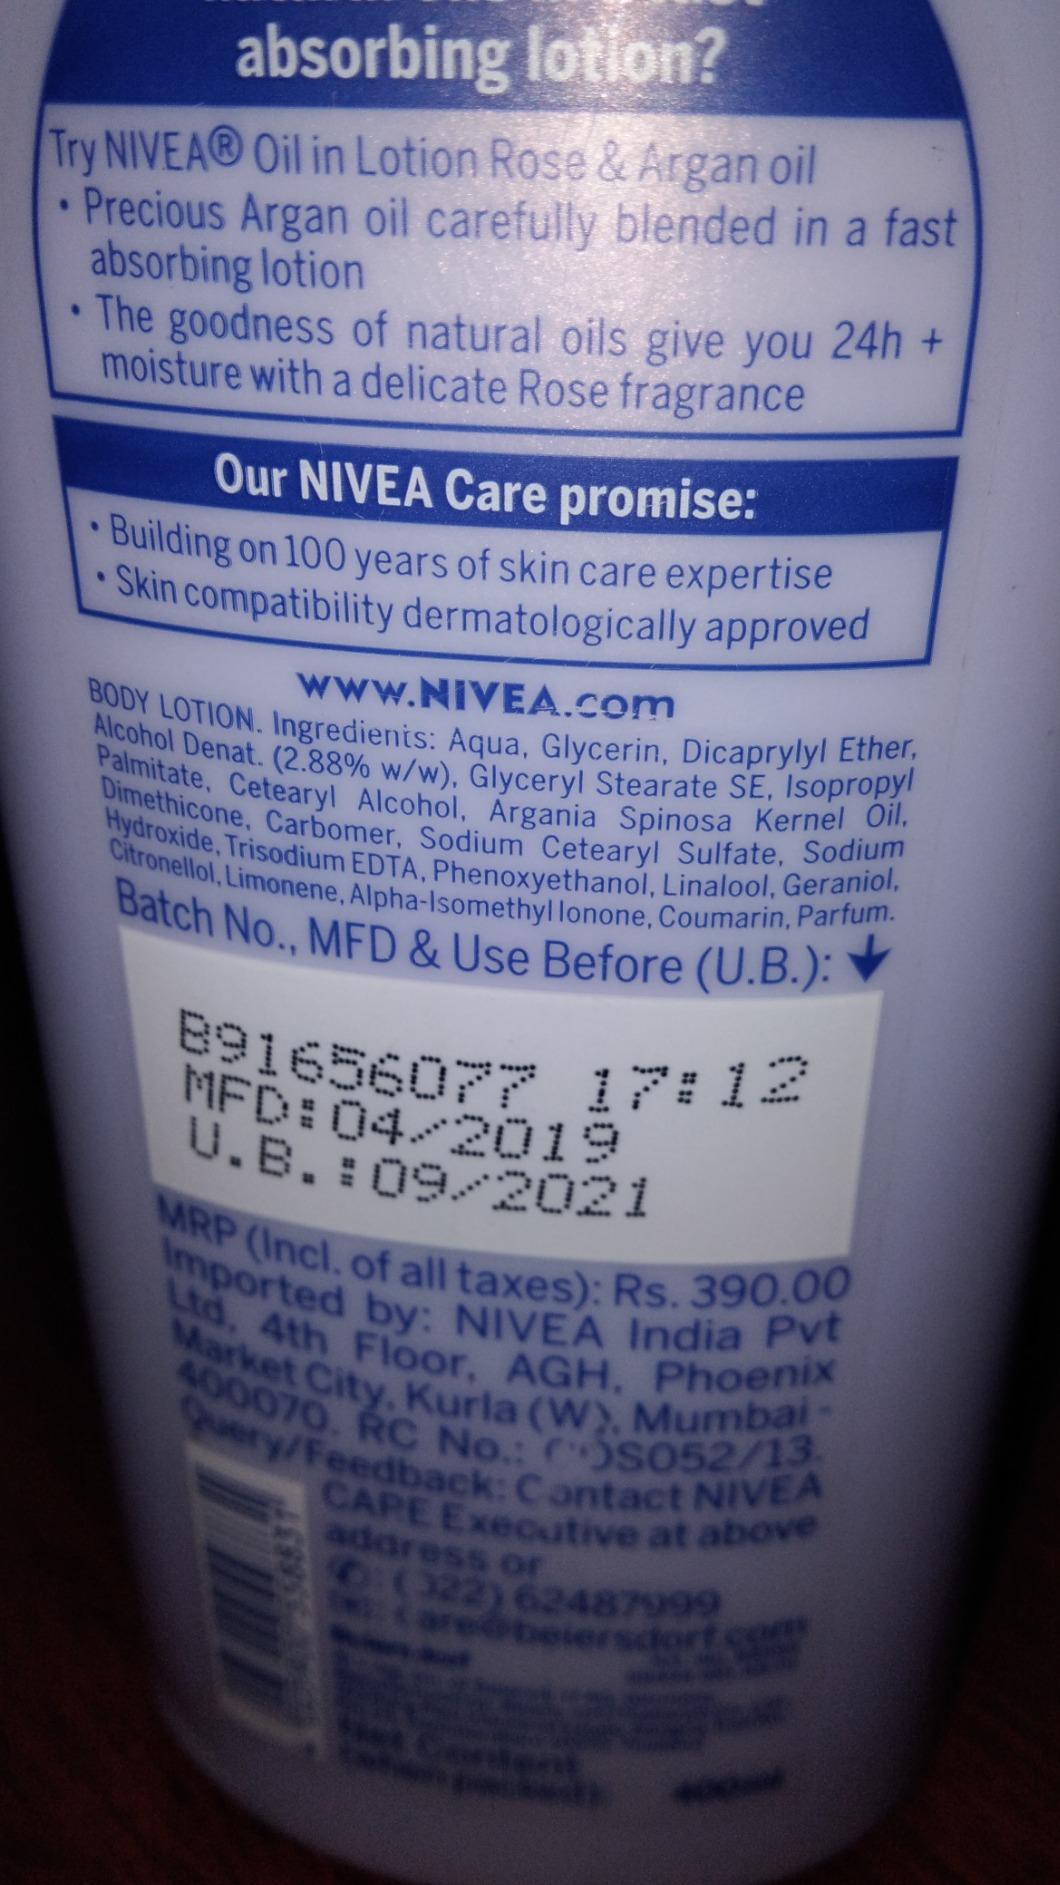 absorbing lotion?
Try NIVEA® Oil in Lotion Rose & Argan oil
• Precious Argan oil carefully blended in a fast
absorbing lotion
• The goodness of natural oils give you 24h +
moisture with a delicate Rose fragrance
Our NIVEA Care promise:
• Building on 100 years of skin care expertise
• Skin compatibility dermatologically approved
www.NIVEA.com
BODY LOTION. Ingredients: Aqua, Glycerin, Dicaprylyl Ether,
Alcohol Denat. (2.88% w/w), Glyceryl Stearate SE, Isopropyl
Palmitate, Cetearyl Alcohol, Argania Spinosa Kernel Oil,
Dimethicone, Carbomer, Sodium Cetearyl Sulfate, Sodium
Hydroxide, Trisodium EDTA, Phenoxyethanol, Linalool, Geraniol,
Citronellol, Limonene, Alpha-Isomethyl Ionone, Coumarin, Parfum.
Batch No., MFD & Use Before (U.B.):
B91656077 17:12
MFD:04/2019
U.B.:09/2021
MRP (Incl. of all taxes): Rs. 390.00
Imported by: NIVEA India Pvt
Ltd. 4th Floor, AGH, Phoenix
Market City, Kurla (W), Mumbai -
400070. RC No.:
Query/Feedback: Contact NIVEA
CARE Executive at above
address or
62487999
Net Content
400ml